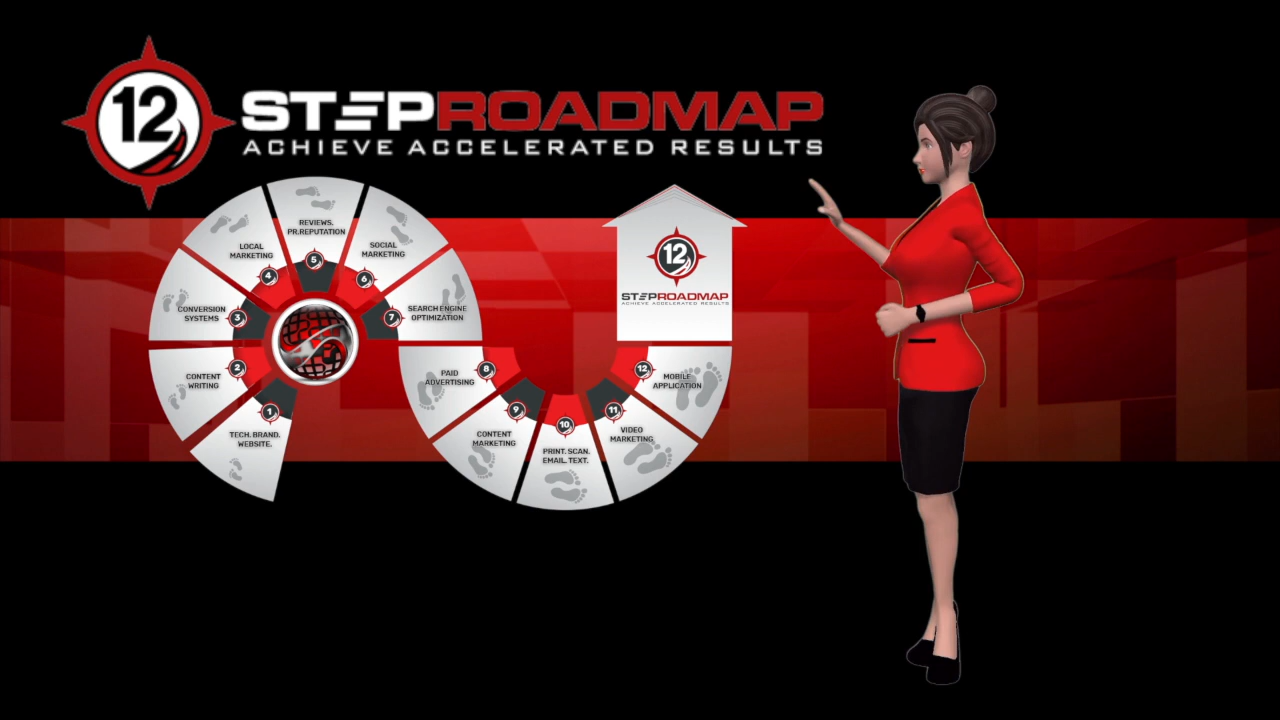 12
STEPROADMAP
ACHIEVE ACCELERATED RESULTS
1
TECH. BRAND.
WEBSITE.
2
CONTENT
WRITING
3
CONVERSION
SYSTEMS
4
LOCAL
MARKETING
5
REVIEWS.
PR.REPUTATION
6
SOCIAL
MARKETING
7
SEARCH ENGINE
OPTIMIZATION
8
PAID
ADVERTISING
9
CONTENT
MARKETING
10
PRINT. SCAN.
EMAIL. TEXT.
11
VIDEO
MARKETING
12
MOBILE
APPLICATION
12
STEPROADMAP
ACHIEVE ACCELERATED RESULTS